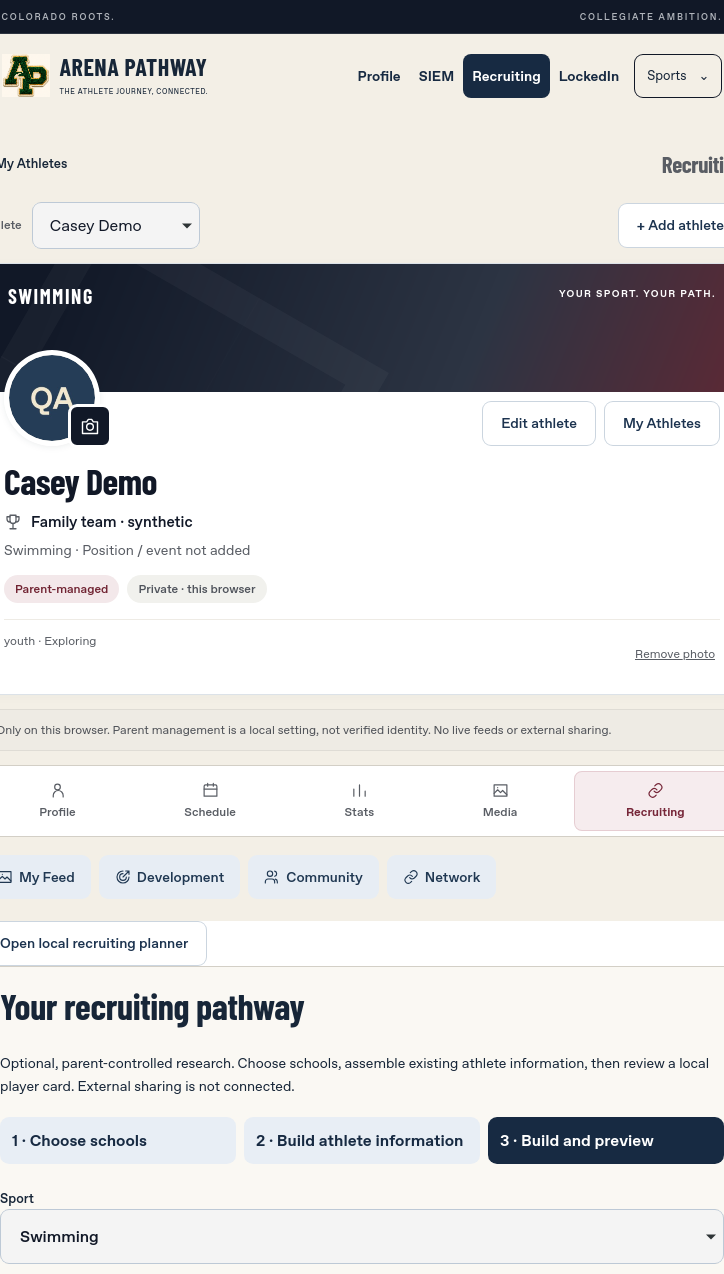 COLORADO ROOTS.
COLLEGIATE AMBITION.
AP
ARENA PATHWAY
THE ATHLETE JOURNEY, CONNECTED.
Profile
SIEM
Recruiting
LockedIn
Sports
My Athletes
Recruiti
lete
Casey Demo
+ Add athlete
SWIMMING
YOUR SPORT. YOUR PATH.
QA
Edit athlete
My Athletes
Casey Demo
Family team · synthetic
Swimming · Position / event not added
Parent-managed
Private · this browser
youth · Exploring
Remove photo
Only on this browser. Parent management is a local setting, not verified identity. No live feeds or external sharing.
Profile
Schedule
Stats
Media
Recruiting
My Feed
Development
Community
Network
Open local recruiting planner
Your recruiting pathway
Optional, parent-controlled research. Choose schools, assemble existing athlete information, then review a local
player card. External sharing is not connected.
1 · Choose schools
2 · Build athlete information
3 · Build and preview
Sport
Swimming